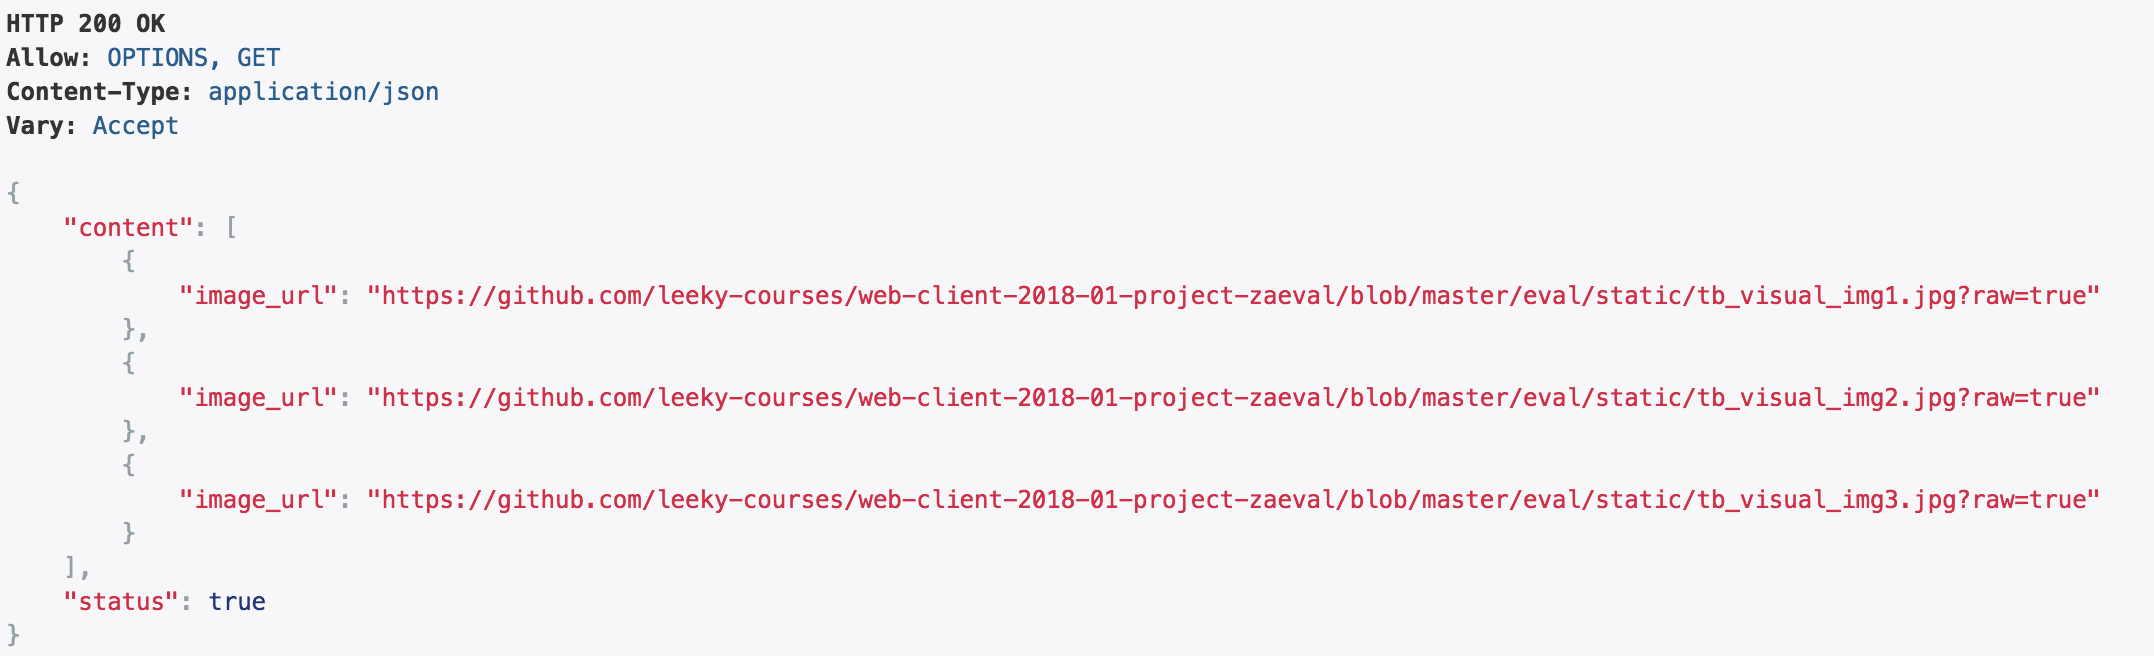 HTTP 200 OK
Allow: OPTIONS, GET
Content-Type: application/json
Vary: Accept

{
    "content": [
        {
            "image_url": "https://github.com/leeky-courses/web-client-2018-01-project-zaeval/blob/master/eval/static/tb_visual_img1.jpg?raw=true"
        },
        {
            "image_url": "https://github.com/leeky-courses/web-client-2018-01-project-zaeval/blob/master/eval/static/tb_visual_img2.jpg?raw=true"
        },
        {
            "image_url": "https://github.com/leeky-courses/web-client-2018-01-project-zaeval/blob/master/eval/static/tb_visual_img3.jpg?raw=true"
        }
    ],
    "status": true
}